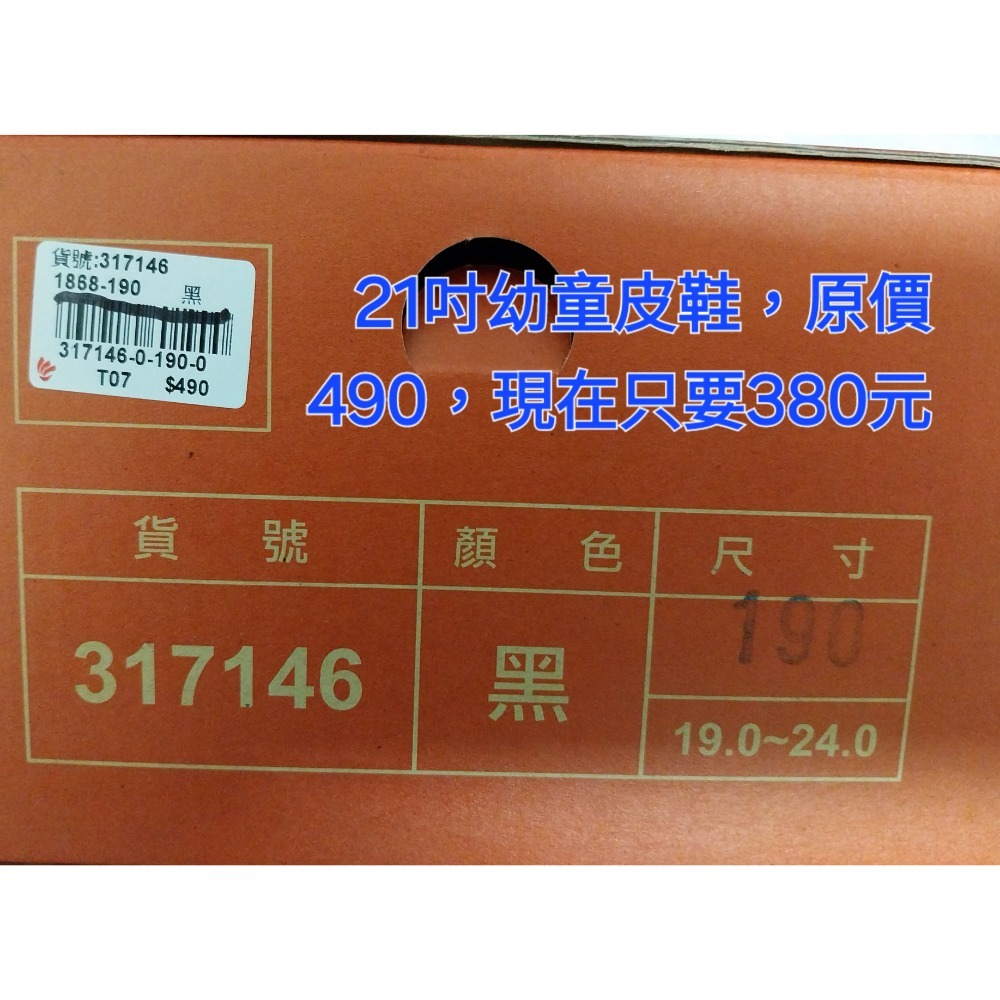 貨號:317146
1868-190 黑
317146-0-190-0
T07 $490
21吋幼童皮鞋，原價
490，現在只要380元
貨號 顏色 尺寸
317146 黑 190
19.0~24.0